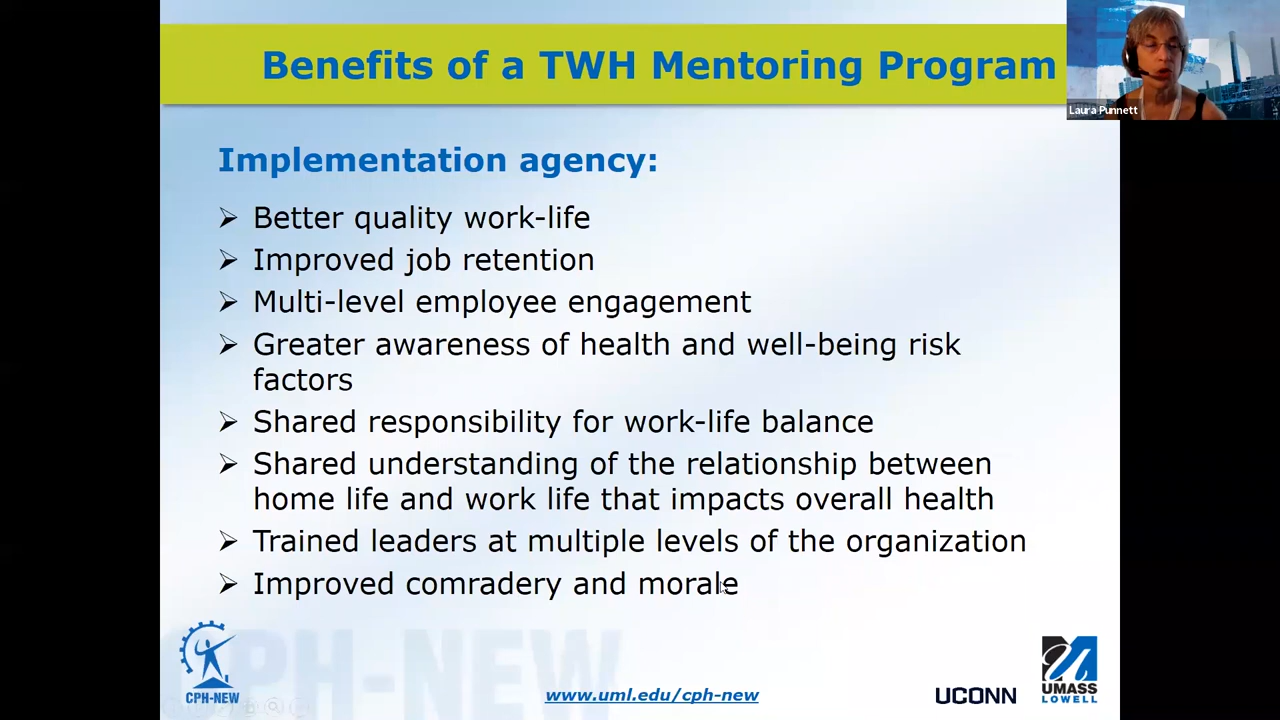 Benefits of a TWH Mentoring Program
Laura Punnett
Implementation agency:
Better quality work-life
Improved job retention
Multi-level employee engagement
Greater awareness of health and well-being risk
factors
Shared responsibility for work-life balance
Shared understanding of the relationship between
home life and work life that impacts overall health
Trained leaders at multiple levels of the organization
Improved comradery and morale
CPH-NEW
CPH-NEW
www.uml.edu/cph-new
UCONN
UMASS
LOWELL